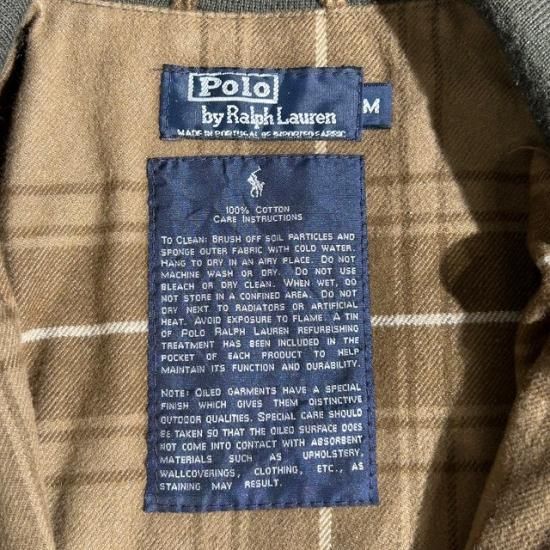 Polo
by Ralph Lauren
M
MADE IN PORTUGAL OF IMPORTED FABRIC
100% COTTON
CARE INSTRUCTIONS
TO CLEAN: BRUSH OFF SOIL PARTICLES AND
SPONGE OUTER FABRIC WITH COLD WATER.
HANG TO DRY IN AN AIRY PLACE. DO NOT
MACHINE WASH OR DRY. DO NOT USE
BLEACH OR DRY CLEAN. WHEN WET, DO
NOT STORE IN A CONFINED AREA. DO NOT
DRY NEXT TO RADIATORS OR ARTIFICIAL
HEAT. AVOID EXPOSURE TO FLAME. A TIN
OF POLO RALPH LAUREN REFURBISHING
TREATMENT HAS BEEN INCLUDED IN THE
POCKET OF EACH PRODUCT TO HELP
MAINTAIN ITS FUNCTION AND DURABILITY.
NOTE: OILED GARMENTS HAVE A SPECIAL
FINISH WHICH GIVES THEM DISTINCTIVE
OUTDOOR QUALITIES. SPECIAL CARE SHOULD
BE TAKEN SO THAT THE OILED SURFACE DOES
NOT COME INTO CONTACT WITH ABSORBENT
MATERIALS SUCH AS UPHOLSTERY,
WALLCOVERINGS, CLOTHING, ETC., AS
STAINING MAY RESULT.